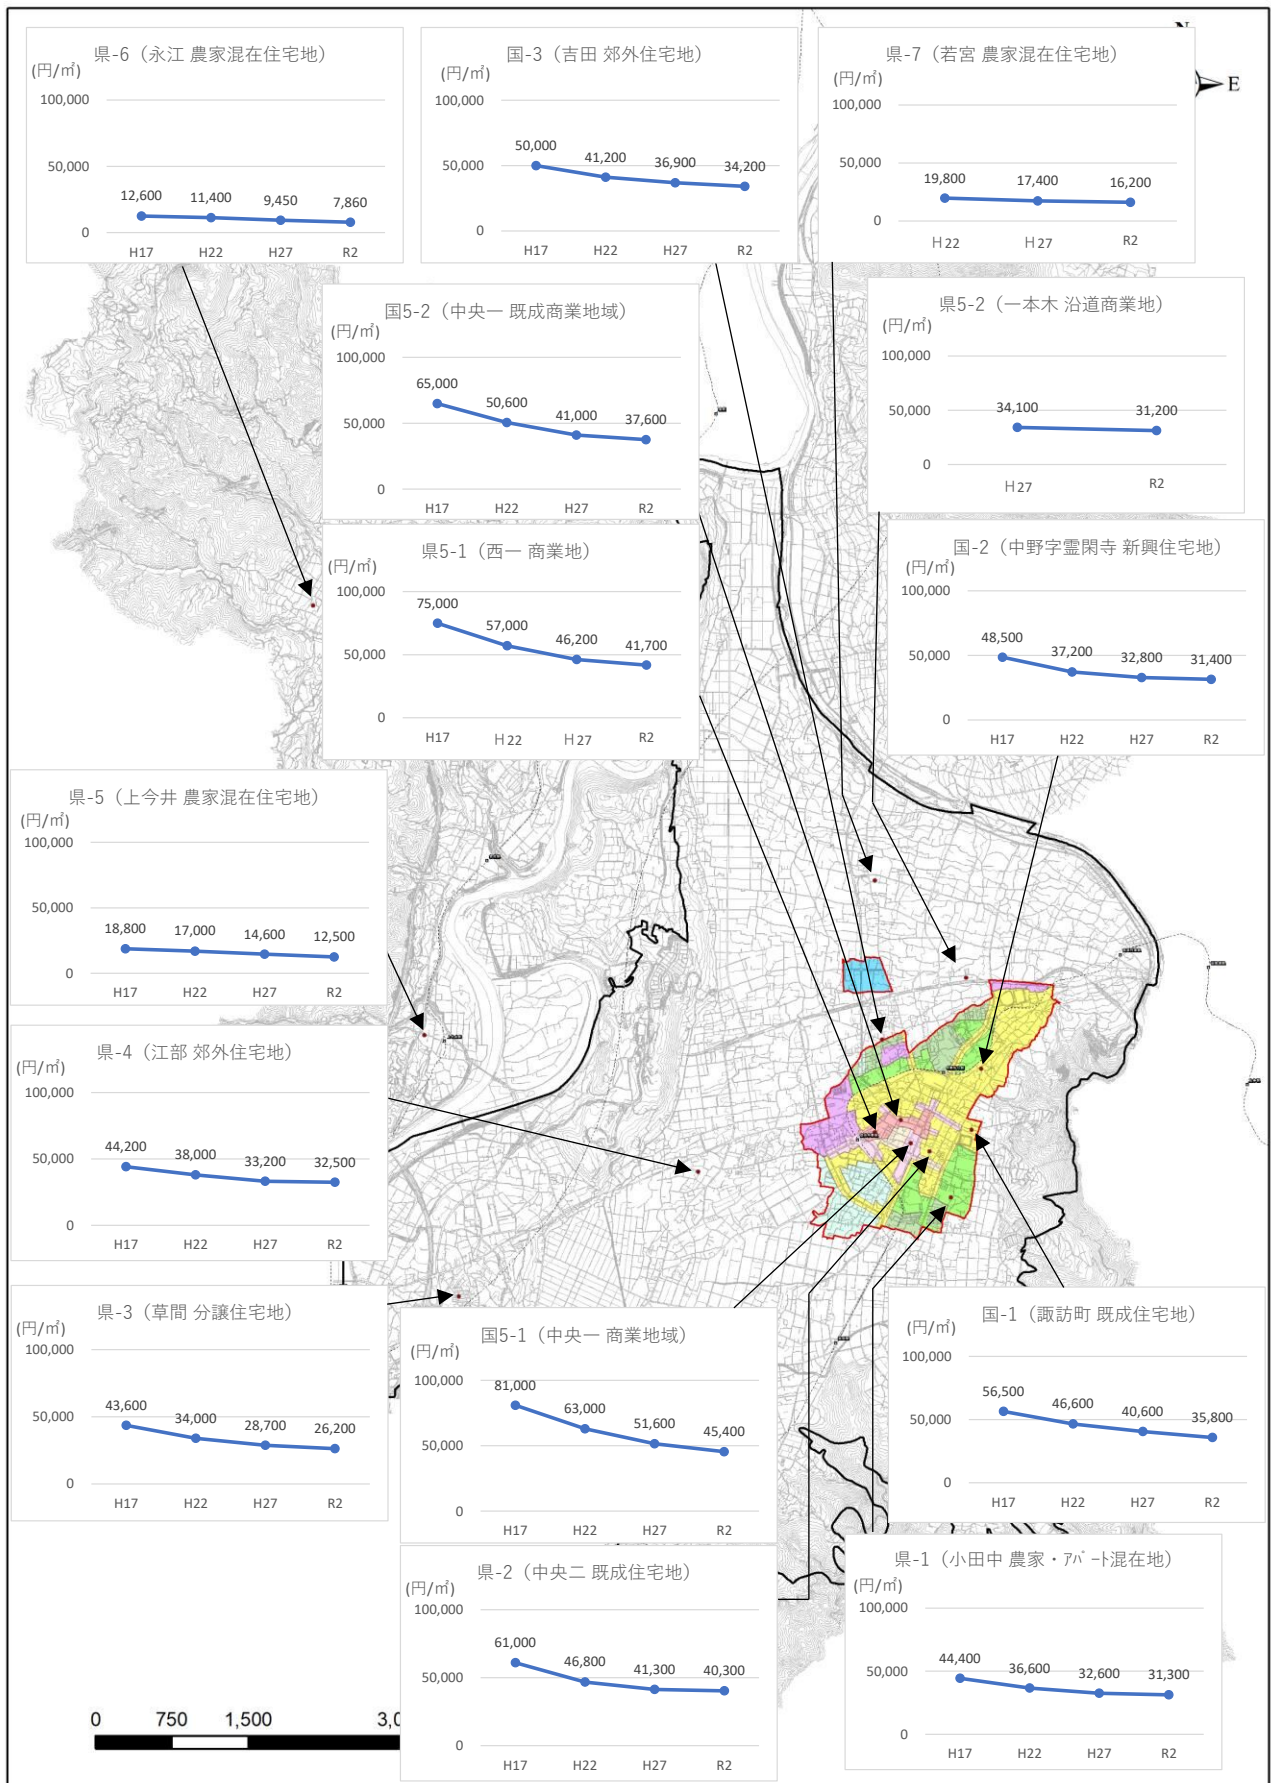 N
E
県-6（永江 農家混在住宅地）
(円/㎡)
100,000
50,000
0
12,600
11,400
9,450
7,860
H17
H22
H27
R2
国-3（吉田 郊外住宅地）
(円/㎡)
100,000
50,000
0
50,000
41,200
36,900
34,200
H17
H22
H27
R2
県-7（若宮 農家混在住宅地）
(円/㎡)
100,000
50,000
0
19,800
17,400
16,200
H22
H27
R2
国5-2（中央一 既成商業地域）
(円/㎡)
100,000
50,000
0
65,000
50,600
41,000
37,600
H17
H22
H27
R2
県5-2（一本木 沿道商業地）
(円/㎡)
100,000
50,000
0
34,100
31,200
H27
R2
県5-1（西一 商業地）
(円/㎡)
100,000
50,000
0
75,000
57,000
46,200
41,700
H17
H22
H27
R2
国-2（中野字霊閑寺 新興住宅地）
(円/㎡)
100,000
50,000
0
48,500
37,200
32,800
31,400
H17
H22
H27
R2
県-5（上今井 農家混在住宅地）
(円/㎡)
100,000
50,000
0
18,800
17,000
14,600
12,500
H17
H22
H27
R2
県-4（江部 郊外住宅地）
(円/㎡)
100,000
50,000
0
44,200
38,000
33,200
32,500
H17
H22
H27
R2
県-3（草間 分譲住宅地）
(円/㎡)
100,000
50,000
0
43,600
34,000
28,700
26,200
H17
H22
H27
R2
国5-1（中央一 商業地域）
(円/㎡)
100,000
50,000
0
81,000
63,000
51,600
45,400
H17
H22
H27
R2
国-1（諏訪町 既成住宅地）
(円/㎡)
100,000
50,000
0
56,500
46,600
40,600
35,800
H17
H22
H27
R2
県-2（中央二 既成住宅地）
(円/㎡)
100,000
50,000
0
61,000
46,800
41,300
40,300
H17
H22
H27
R2
県-1（小田中 農家・ｱﾊﾟｰﾄ混在地）
(円/㎡)
100,000
50,000
0
44,400
36,600
32,600
31,300
H17
H22
H27
R2
0 750 1,500